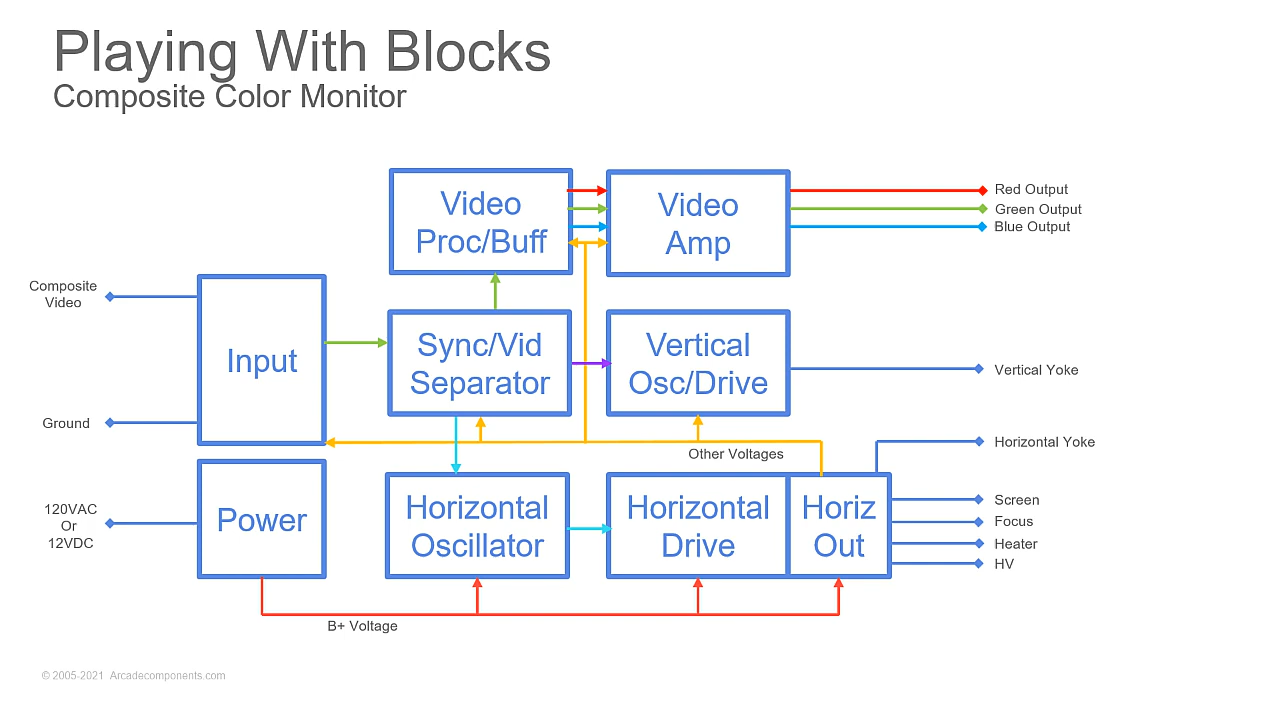 Playing With Blocks
Composite Color Monitor
Video
Proc/Buff
Video
Amp
Red Output
Green Output
Blue Output
Composite
Video
Input
Ground
Sync/Vid
Separator
Vertical
Osc/Drive
Vertical Yoke
Other Voltages
Horizontal Yoke
120VAC
Or
12VDC
Power
Horizontal
Oscillator
Horizontal
Drive
Horiz
Out
Screen
Focus
Heater
HV
B+ Voltage
© 2005-2021 Arcadecomponents.com